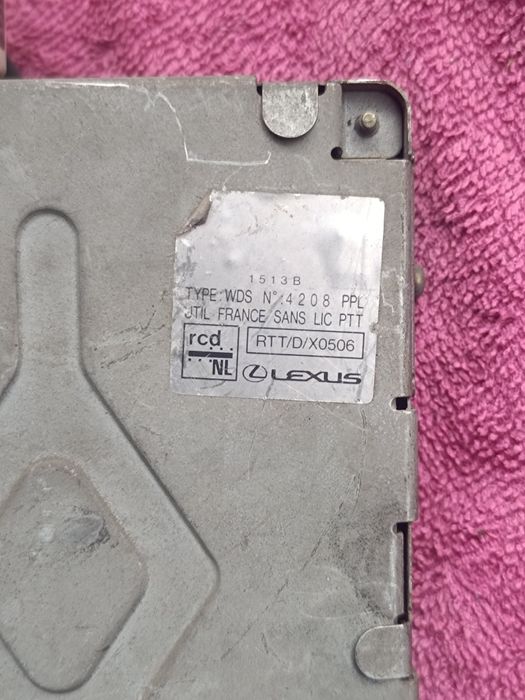 1513B
TYPE:WDS N°:4208 PPL
UTIL FRANCE SANS LIC PTT
rcd
NL
RTT/D/X0506
LEXUS